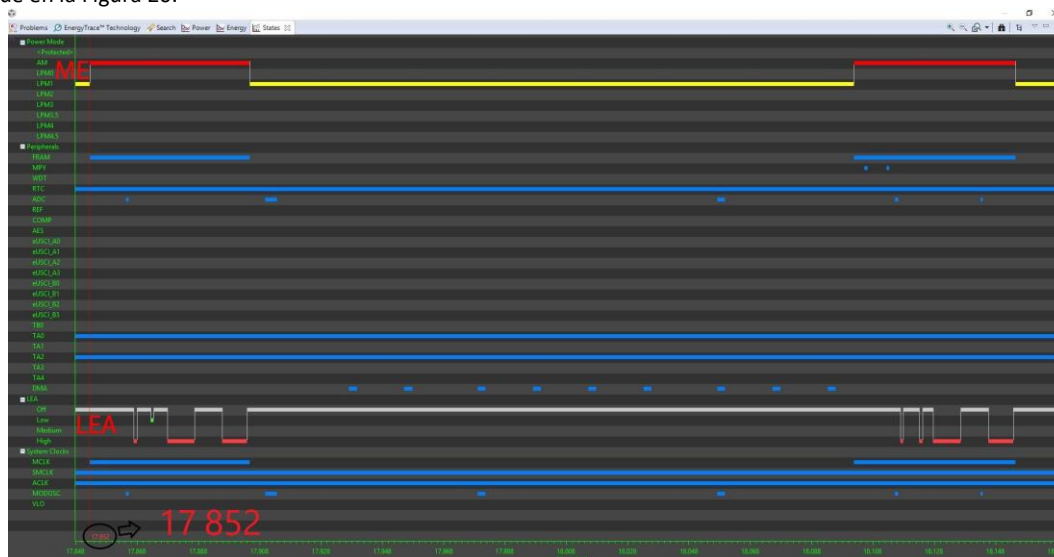 de en la Figura 20.
Problems EnergyTrace™ Technology Search Power Energy States
Power Mode
<Protected>
AM
ME
LPM0
LPM1
LPM2
LPM3
LPM3.5
LPM4
LPM4.5
Peripherals
FRAM
MPY
WDT
RTC
ADC
REF
COMP
AES
eUSCI_A0
eUSCI_A1
eUSCI_A2
eUSCI_A3
eUSCI_B0
eUSCI_B1
eUSCI_B2
eUSCI_B3
TB0
TA0
TA1
TA2
TA3
TA4
DMA
LEA
Off
Low
LEA
Medium
High
System Clocks
MCLK
SMCLK
ACLK
MODOSC
VLO
17.852
17 852
17.848 17.868 17.888 17.908 17.928 17.948 17.968 17.988 18.008 18.028 18.048 18.068 18.088 18.108 18.128 18.148